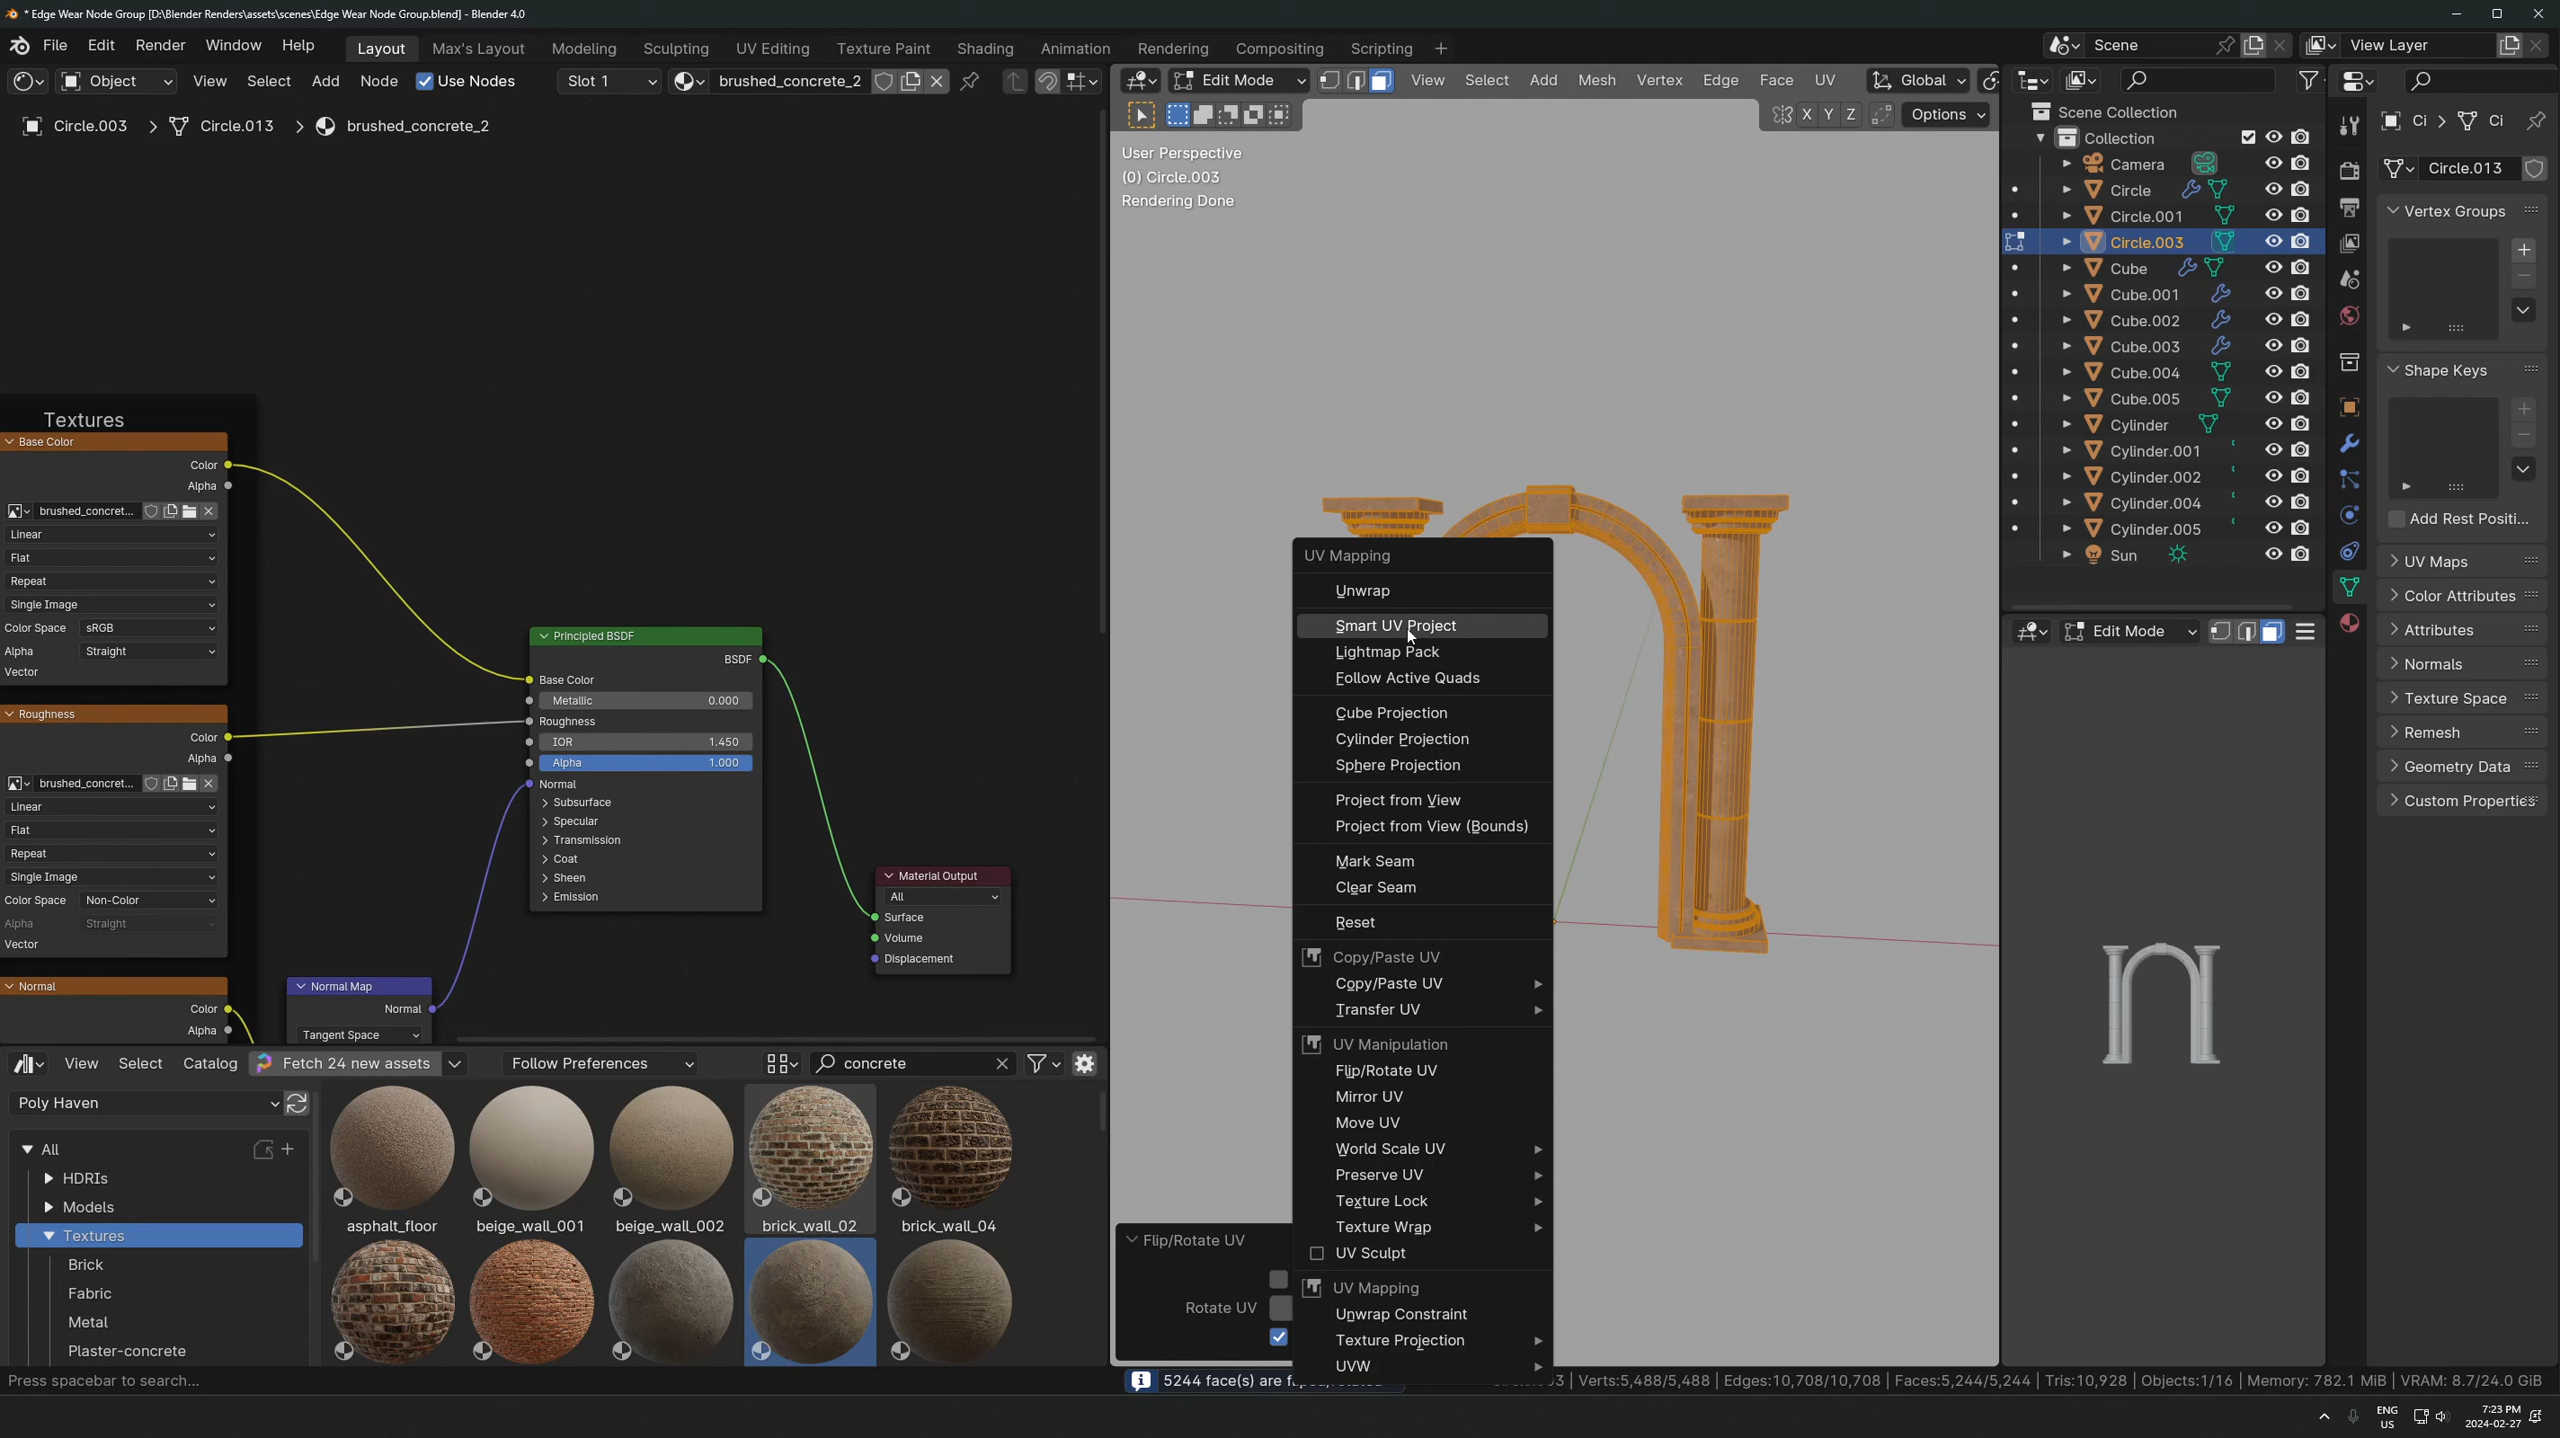 * Edge Wear Node Group [D:\Blender Renders\assets\scenes\Edge Wear Node Group.blend] - Blender 4.0
File Edit Render Window Help
Layout Max's Layout Modeling Sculpting UV Editing Texture Paint Shading Animation Rendering Compositing Scripting +
Scene
View Layer
Object View Select Add Node Use Nodes Slot 1 brushed_concrete_2
Circle.003 > Circle.013 > brushed_concrete_2
Textures
Base Color
Color
Alpha
brushed_concret...
Linear
Flat
Repeat
Single Image
Color Space sRGB
Alpha Straight
Vector
Roughness
Color
Alpha
brushed_concret...
Linear
Flat
Repeat
Single Image
Color Space Non-Color
Alpha Straight
Vector
Normal
Color
Alpha
Normal Map
Normal
Tangent Space
Principled BSDF
BSDF
Base Color
Metallic 0.000
Roughness
IOR 1.450
Alpha 1.000
Normal
Subsurface
Specular
Transmission
Coat
Sheen
Emission
Material Output
All
Surface
Volume
Displacement
View Select Catalog Fetch 24 new assets Follow Preferences concrete
Poly Haven
All
HDRIs
Models
Textures
Brick
Fabric
Metal
Plaster-concrete
asphalt_floor beige_wall_001 beige_wall_002 brick_wall_02 brick_wall_04
Press spacebar to search...
Edit Mode View Select Add Mesh Vertex Edge Face UV Global
X Y Z Options
User Perspective
(0) Circle.003
Rendering Done
UV Mapping
Unwrap
Smart UV Project
Lightmap Pack
Follow Active Quads
Cube Projection
Cylinder Projection
Sphere Projection
Project from View
Project from View (Bounds)
Mark Seam
Clear Seam
Reset
Copy/Paste UV
Copy/Paste UV
Transfer UV
UV Manipulation
Flip/Rotate UV
Mirror UV
Move UV
World Scale UV
Preserve UV
Texture Lock
Texture Wrap
UV Sculpt
UV Mapping
Unwrap Constraint
Texture Projection
UVW
Flip/Rotate UV
Rotate UV
5244 face(s) are
| Verts:5,488/5,488 | Edges:10,708/10,708 | Faces:5,244/5,244 | Tris:10,928 | Objects:1/16 | Memory: 782.1 MiB | VRAM: 8.7/24.0 GiB
Scene Collection
Collection
Camera
Circle
Circle.001
Circle.003
Cube
Cube.001
Cube.002
Cube.003
Cube.004
Cube.005
Cylinder
Cylinder.001
Cylinder.002
Cylinder.004
Cylinder.005
Sun
Edit Mode
Ci > Ci
Circle.013
Vertex Groups
Shape Keys
Add Rest Positi...
UV Maps
Color Attributes
Attributes
Normals
Texture Space
Remesh
Geometry Data
Custom Properties
ENG
US
7:23 PM
2024-02-27